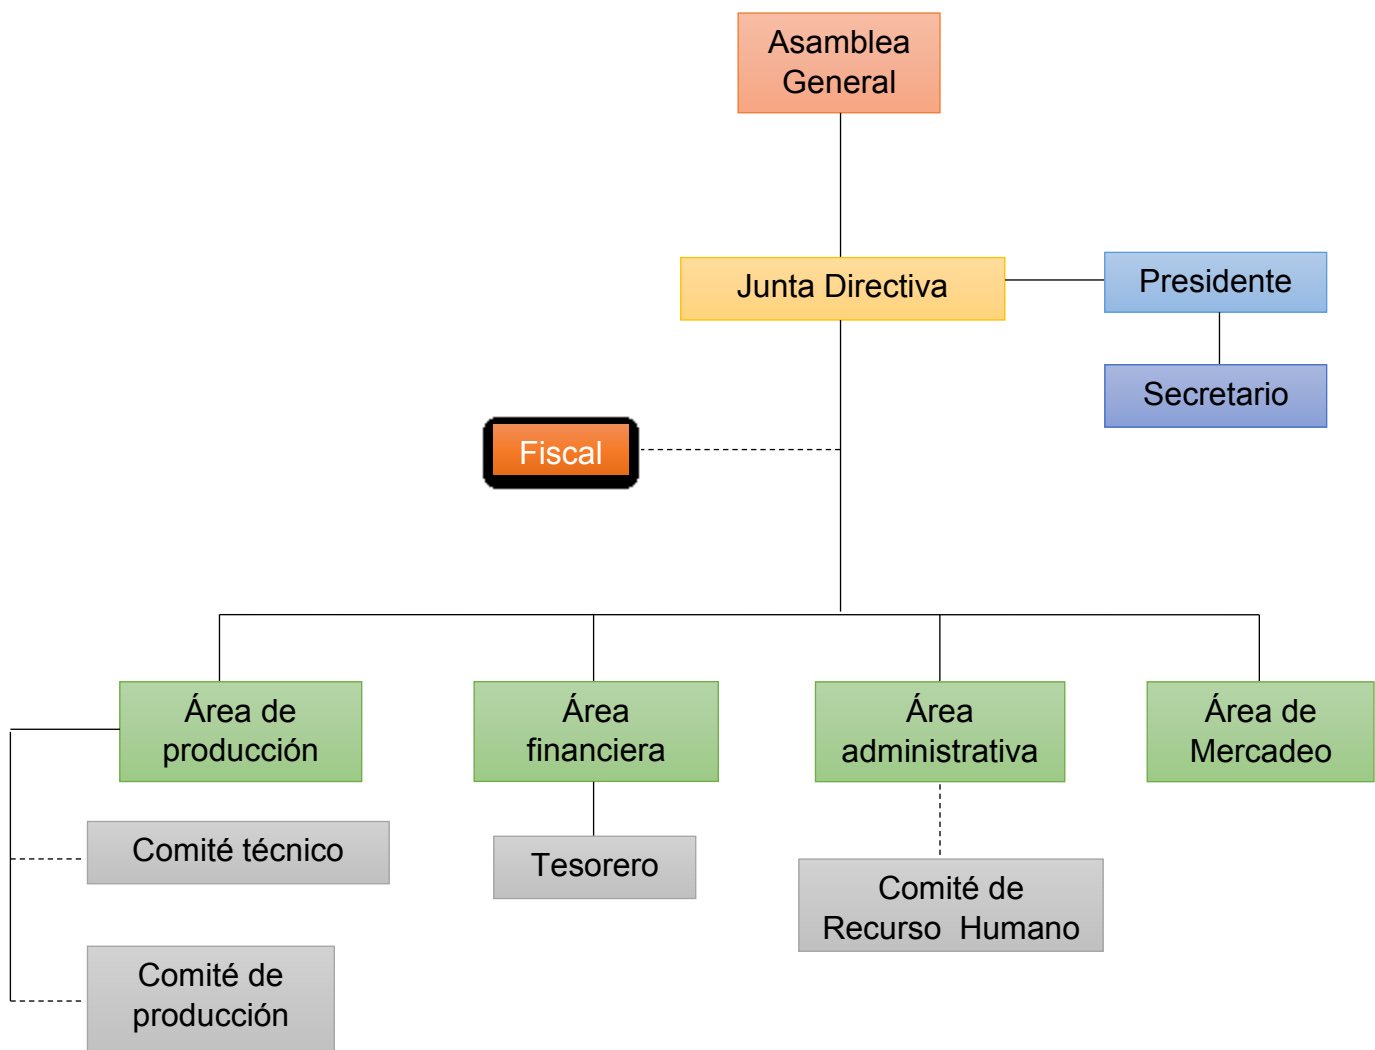 Asamblea
General
Junta Directiva
Presidente
Secretario
Fiscal
Área de
producción
Área
financiera
Área
administrativa
Área de
Mercadeo
Comité técnico
Tesorero
Comité de
Recurso  Humano
Comité de
producción